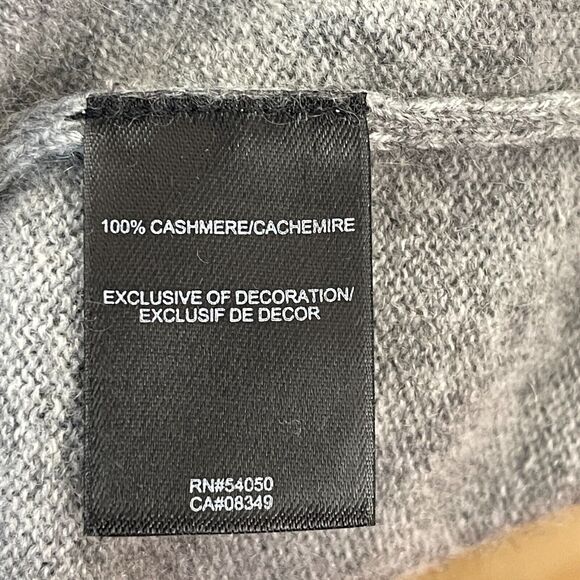 100% CASHMERE/CACHEMIRE
EXCLUSIVE OF DECORATION/
EXCLUSIF DE DECOR
RN#54050
CA#08349